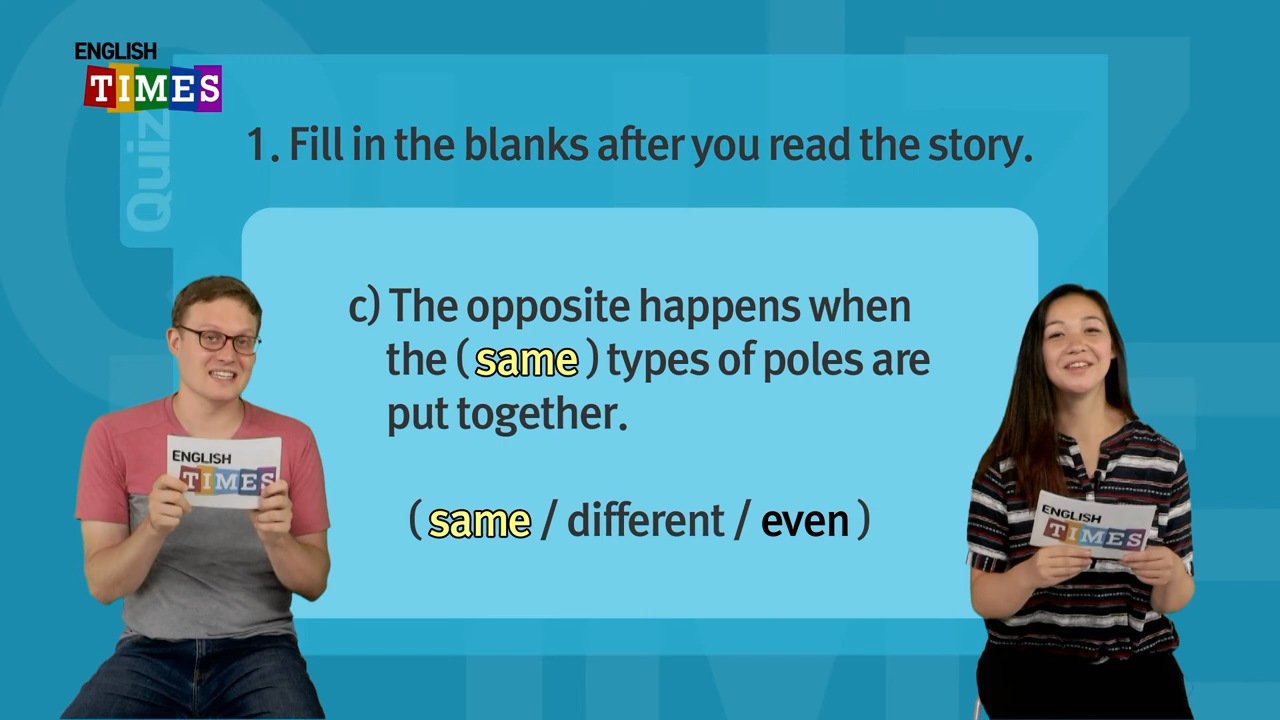 ENGLISH
TIMES
Quiz
1. Fill in the blanks after you read the story.
c) The opposite happens when
the ( same ) types of poles are
put together.
( same / different / even )
ENGLISH
TIMES
ENGLISH
TIMES